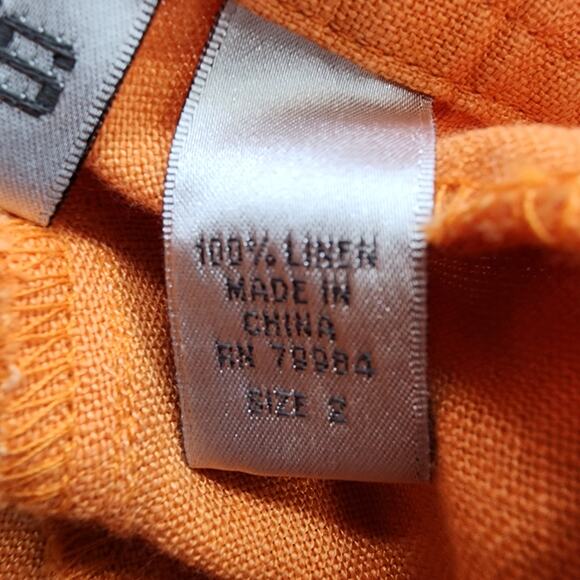 100% LINEN
MADE IN
CHINA
RN 79984
SIZE 2